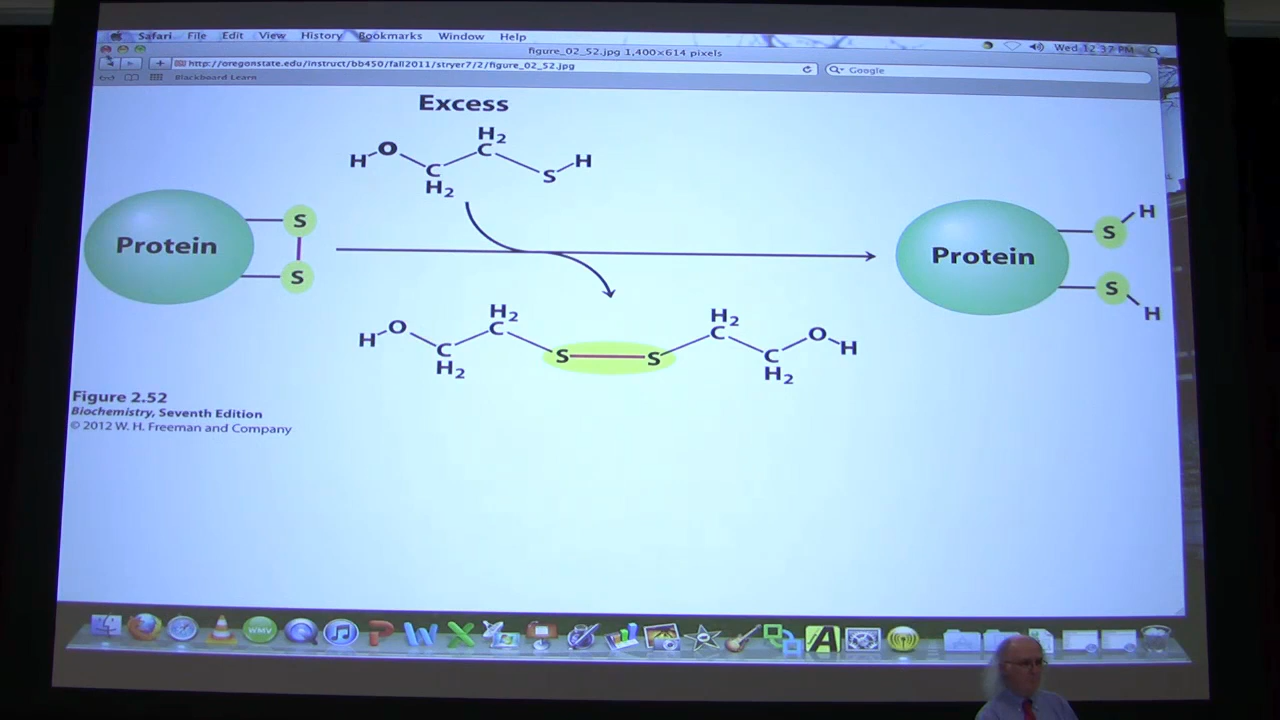 Safari File Edit View History Bookmarks Window Help Wed 12:37 PM
figure_02_52.jpg 1,400×614 pixels
http://oregonstate.edu/instruct/bb450/fall2011/stryer7/2/figure_02_52.jpg Google
Blackboard Learn
Excess
H O C H2 C H2 S H
Protein S S
Protein S H S H
H O C H2 C H2 S S C H2 C H2 O H
Figure 2.52
Biochemistry, Seventh Edition
© 2012 W. H. Freeman and Company
WMV